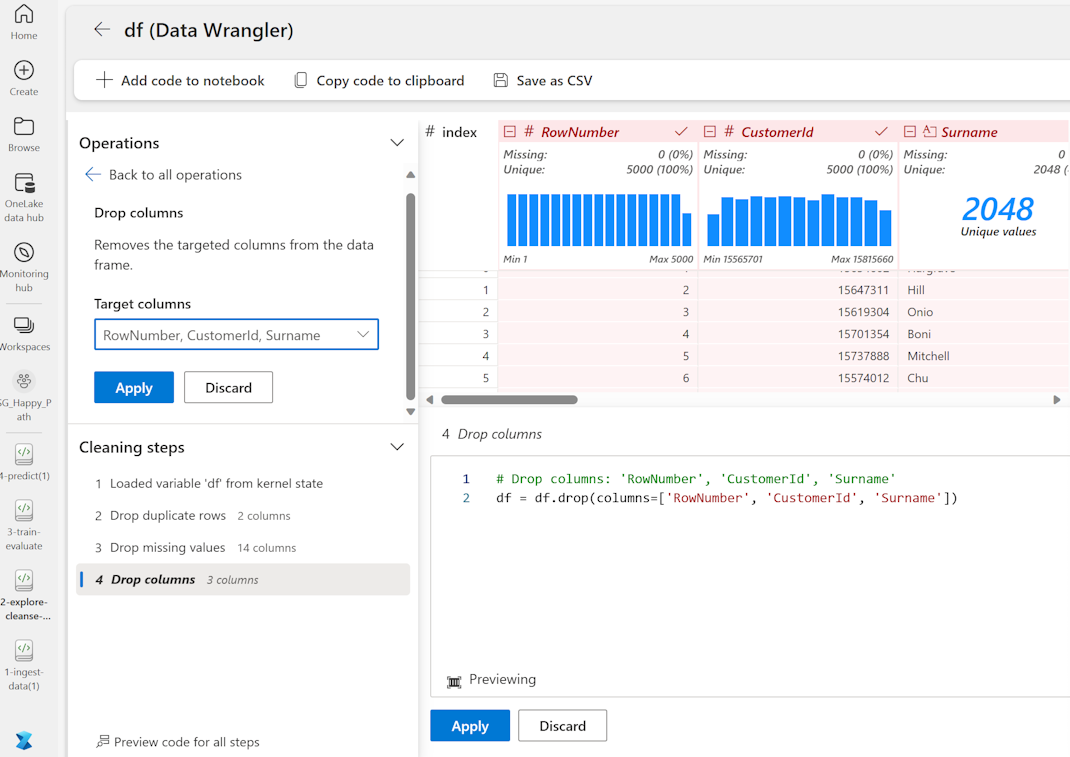 Home
Create
Browse
OneLake
data hub
Monitoring
hub
Workspaces
SG_Happy_P
ath
4-predict(1)
3-train-
evaluate
2-explore-
cleanse-...
1-ingest-
data(1)
df (Data Wrangler)
Add code to notebook
Copy code to clipboard
Save as CSV
Operations
Back to all operations
Drop columns
Removes the targeted columns from the data
frame.
Target columns
RowNumber, CustomerId, Surname
Apply Discard
Cleaning steps
1 Loaded variable 'df' from kernel state
2 Drop duplicate rows 2 columns
3 Drop missing values 14 columns
4 Drop columns 3 columns
Preview code for all steps
# index # RowNumber # CustomerId A Surname
Missing: 0 (0%) Missing: 0 (0%) Missing: 0
Unique: 5000 (100%) Unique: 5000 (100%) Unique: 2048 (
2048
Unique values
Min 1 Max 5000 Min 15565701 Max 15815660
1 2 15647311 Hill
2 3 15619304 Onio
3 4 15701354 Boni
4 5 15737888 Mitchell
5 6 15574012 Chu
4 Drop columns
1 # Drop columns: 'RowNumber', 'CustomerId', 'Surname'
2 df = df.drop(columns=['RowNumber', 'CustomerId', 'Surname'])
Previewing
Apply Discard